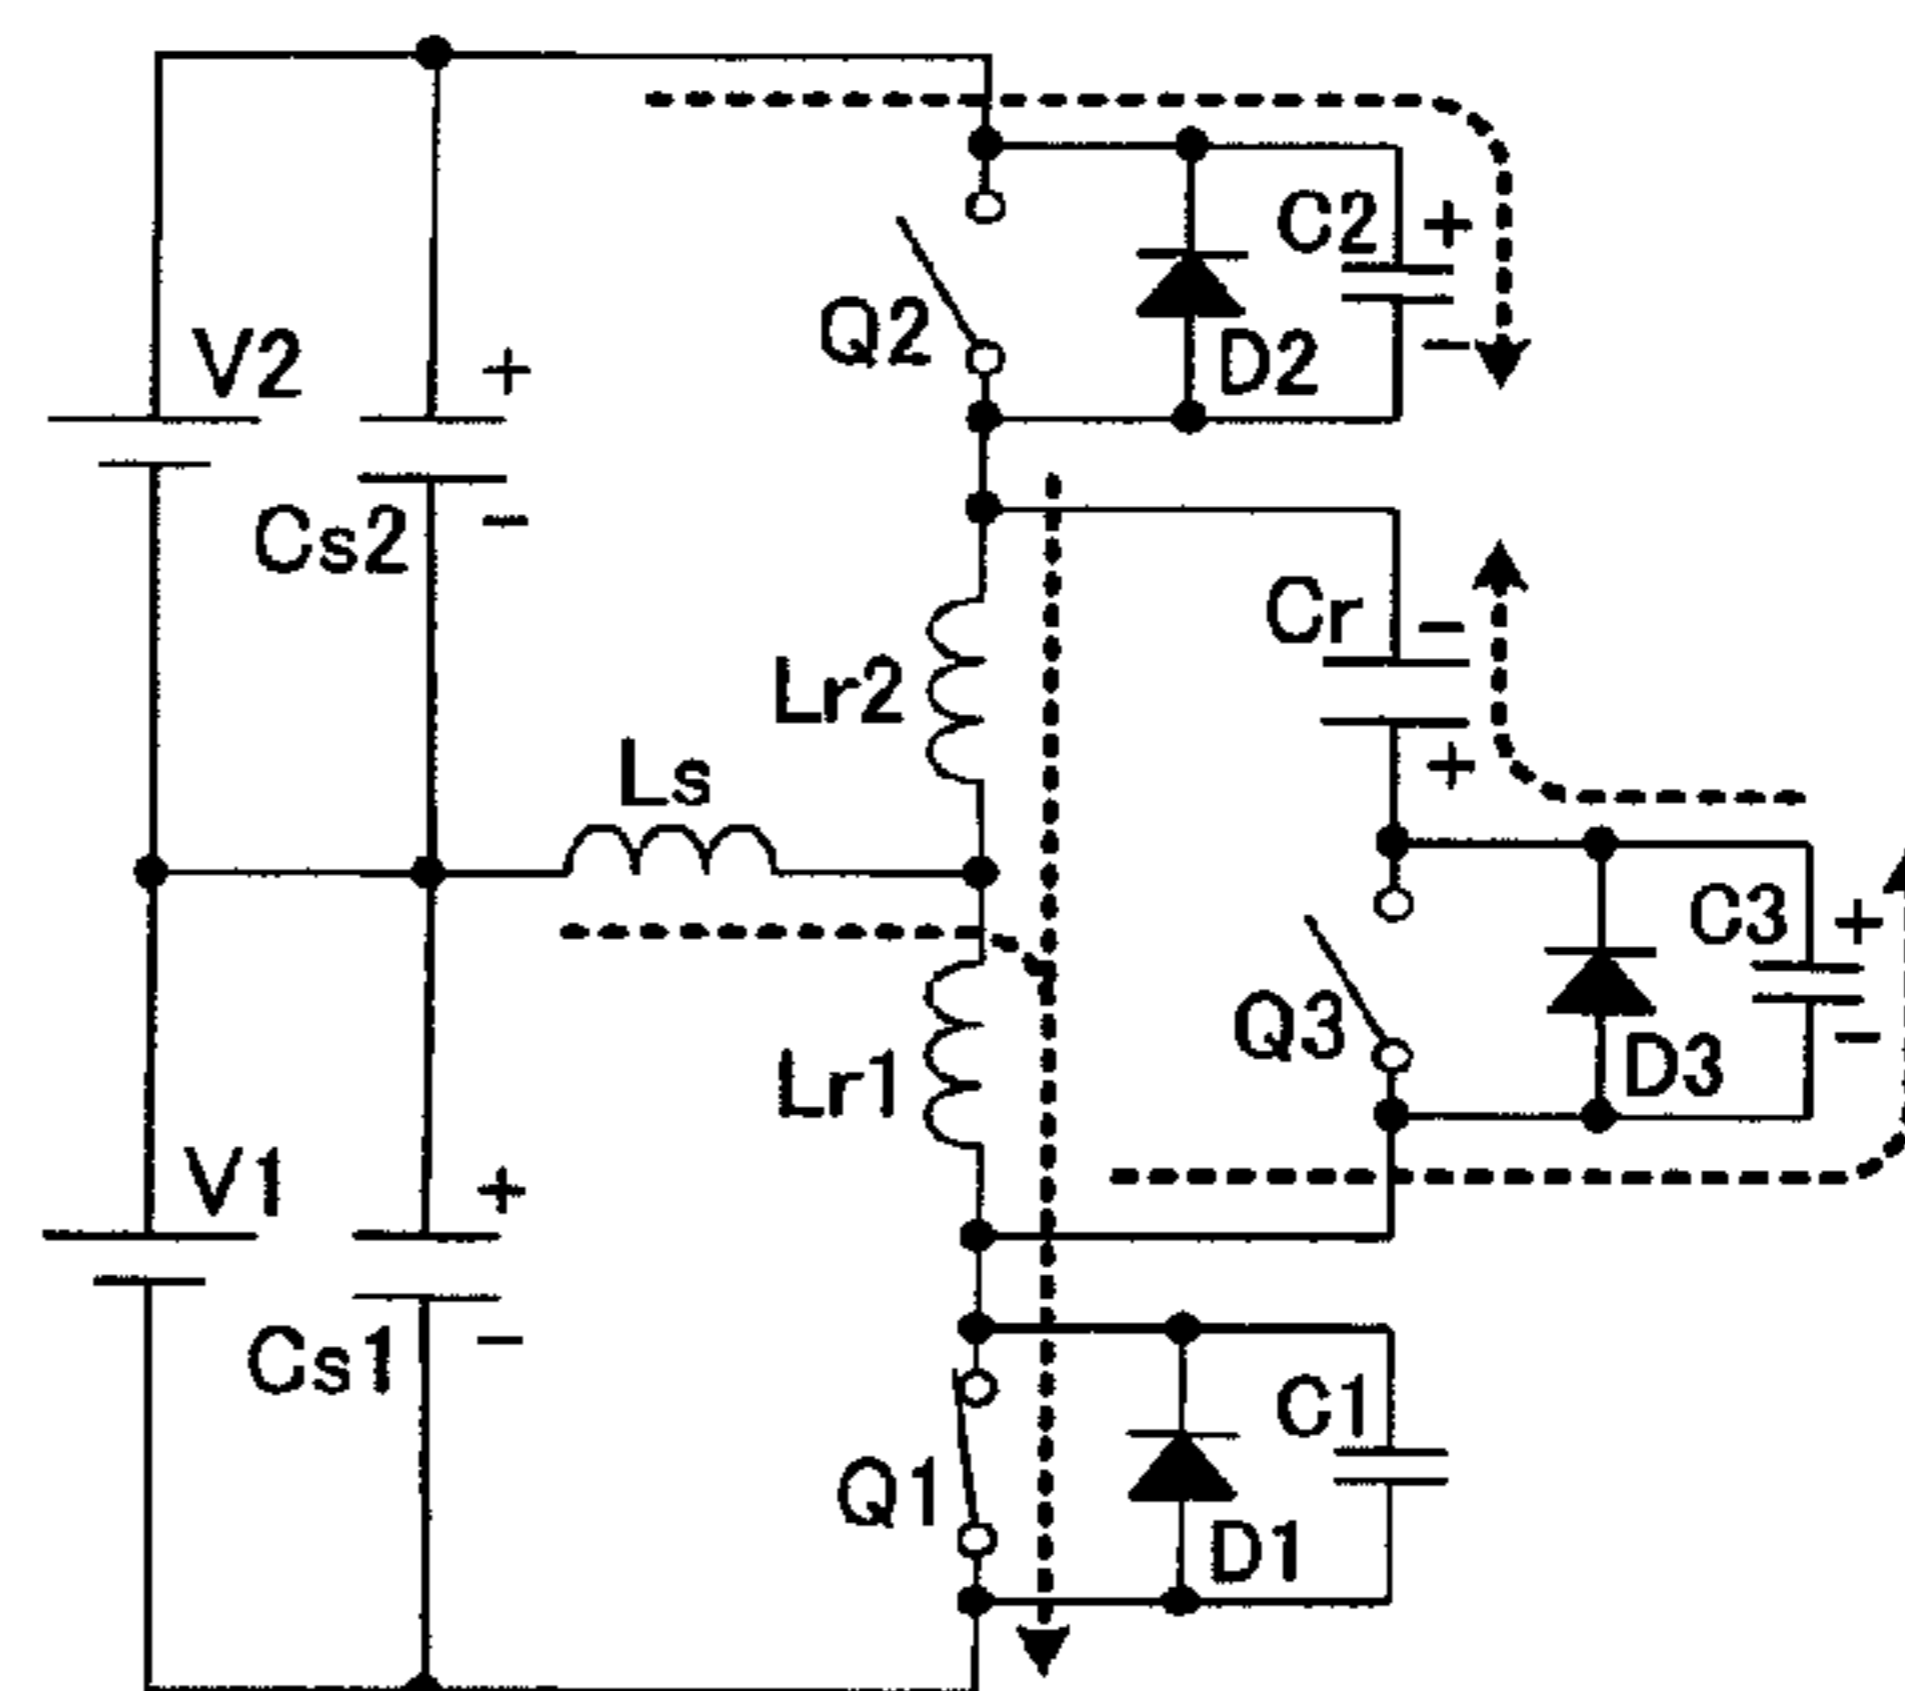 C2 +
Q2
V2
+
D2
-
Cs2
-
Cr -
Lr2
Ls
+
C3 +
Q3
Lr1
D3
-
V1
+
Cs1
-
C1
Q1
D1